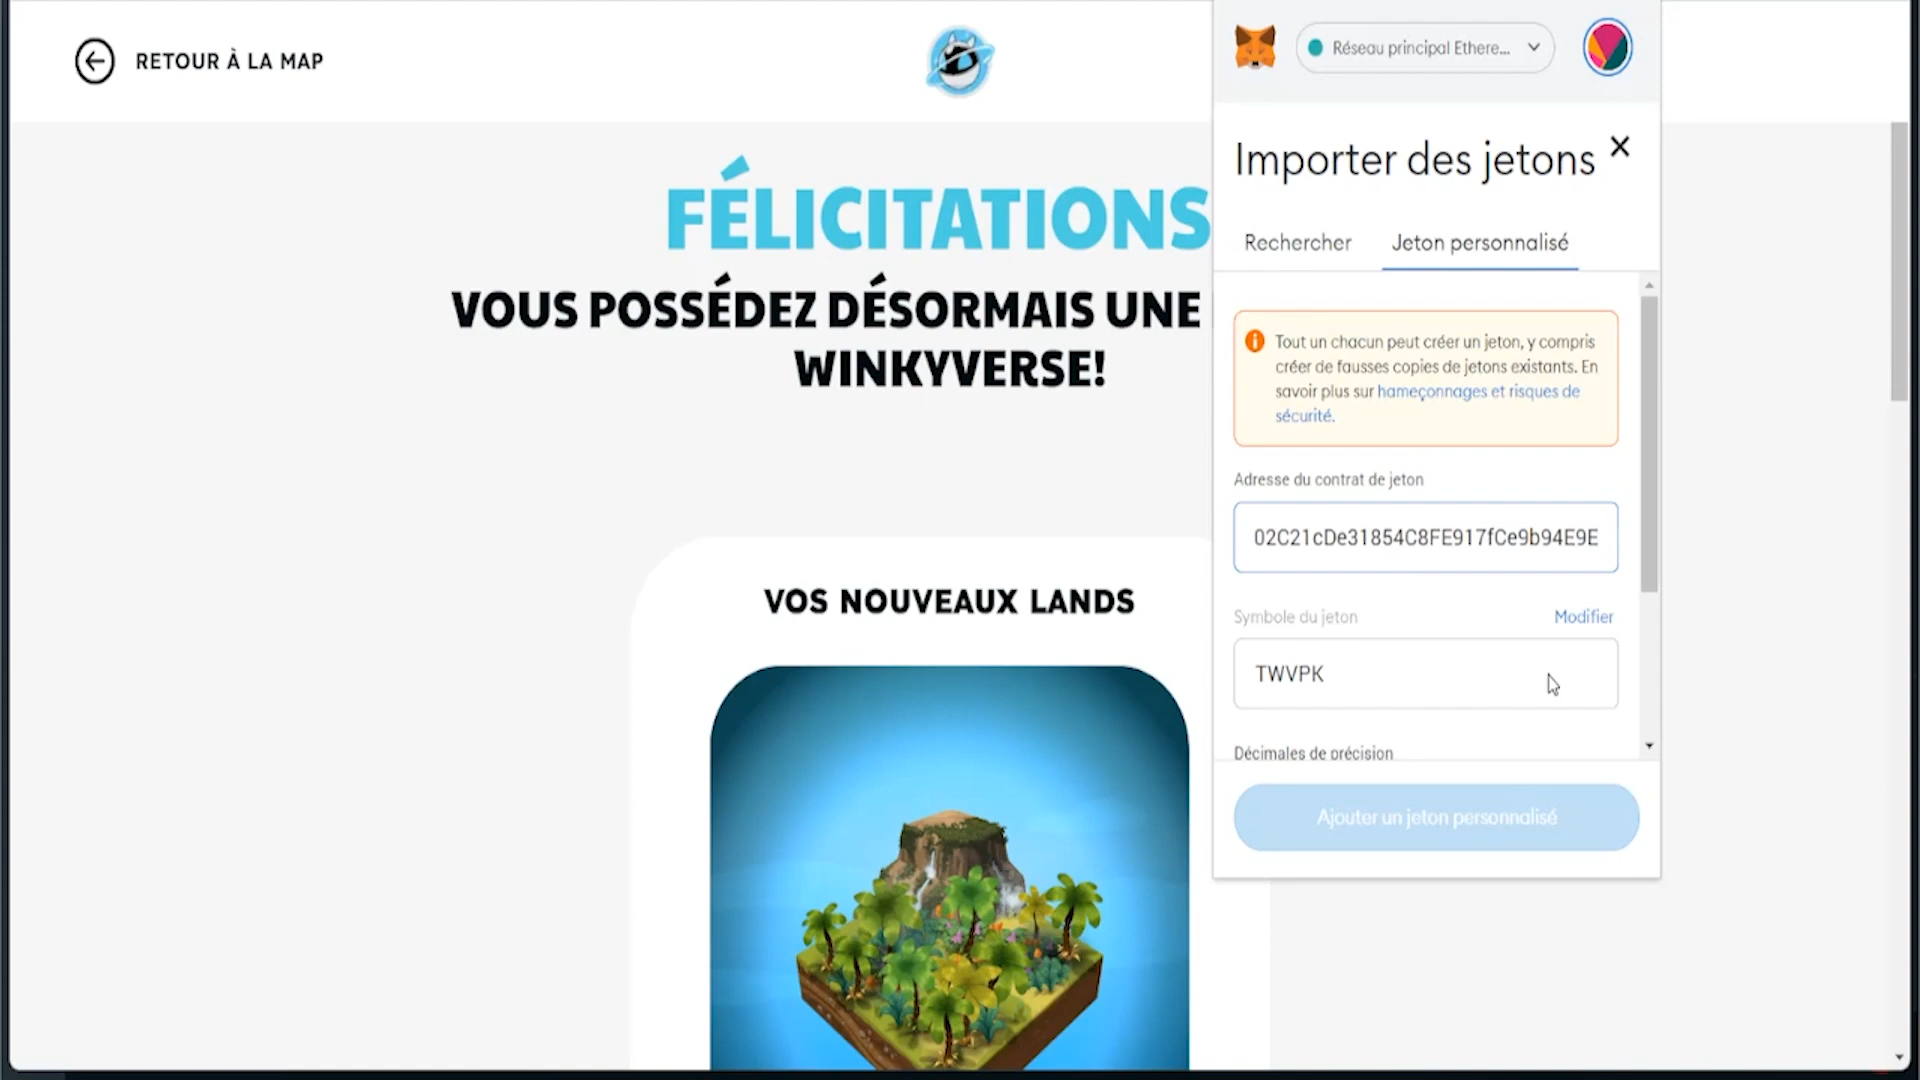 RETOUR À LA MAP
FÉLICITATIONS
VOUS POSSÉDEZ DÉSORMAIS UNE
WINKYVERSE!
VOS NOUVEAUX LANDS
Réseau principal Ethere...
Importer des jetons
Rechercher
Jeton personnalisé
Tout un chacun peut créer un jeton, y compris
créer de fausses copies de jetons existants. En
savoir plus sur hameçonnages et risques de
sécurité.
Adresse du contrat de jeton
02C21cDe31854C8FE917fCe9b94E9E
Symbole du jeton
Modifier
TWVPK
Décimales de précision
Ajouter un jeton personnalisé